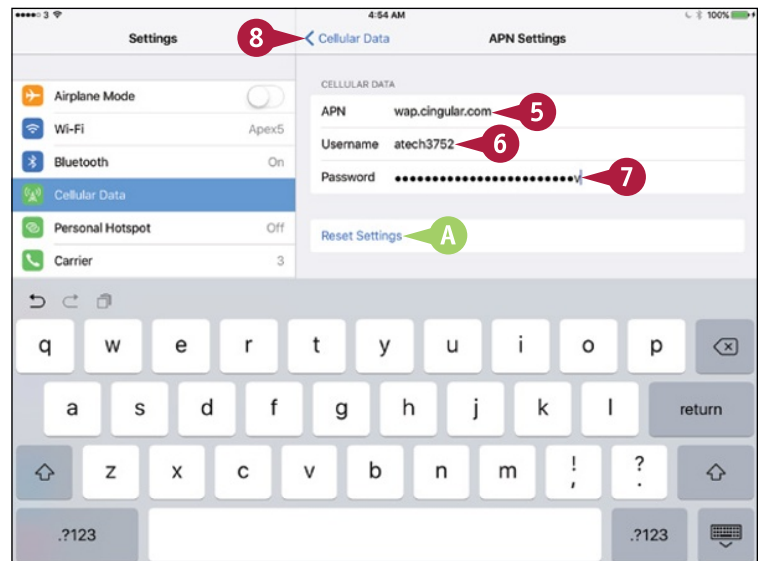 3 4:54 AM 100%
Settings 8 Cellular Data APN Settings
CELLULAR DATA
Airplane Mode
APN wap.cingular.com 5
Wi-Fi Apex5
Username atech3752 6
Bluetooth On
Password ••••••••••••••••••••••••v 7
Cellular Data
Personal Hotspot Off
Reset Settings A
Carrier 3
q w e r t y u i o p
a s d f g h j k l return
z x c v b n m ! , ? .
.?123 .?123